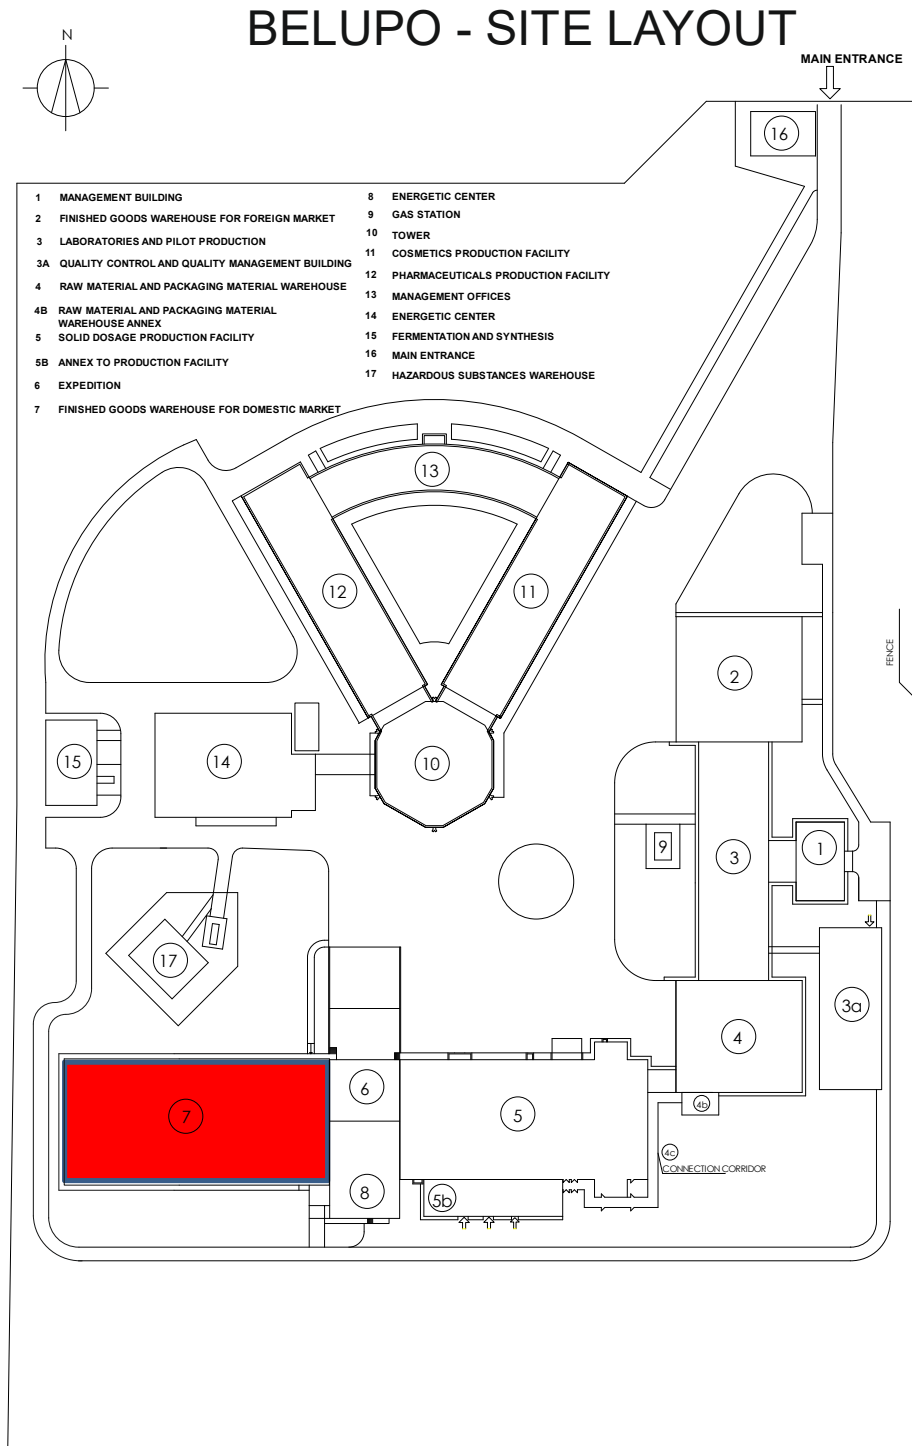 BELUPO - SITE LAYOUT
N
MAIN ENTRANCE
16
1 MANAGEMENT BUILDING
2 FINISHED GOODS WAREHOUSE FOR FOREIGN MARKET
3 LABORATORIES AND PILOT PRODUCTION
3A QUALITY CONTROL AND QUALITY MANAGEMENT BUILDING
4 RAW MATERIAL AND PACKAGING MATERIAL WAREHOUSE
4B RAW MATERIAL AND PACKAGING MATERIAL
WAREHOUSE ANNEX
5 SOLID DOSAGE PRODUCTION FACILITY
5B ANNEX TO PRODUCTION FACILITY
6 EXPEDITION
7 FINISHED GOODS WAREHOUSE FOR DOMESTIC MARKET
8 ENERGETIC CENTER
9 GAS STATION
10 TOWER
11 COSMETICS PRODUCTION FACILITY
12 PHARMACEUTICALS PRODUCTION FACILITY
13 MANAGEMENT OFFICES
14 ENERGETIC CENTER
15 FERMENTATION AND SYNTHESIS
16 MAIN ENTRANCE
17 HAZARDOUS SUBSTANCES WAREHOUSE
13
12
11
FENCE
2
15
14
10
9
3
1
17
3a
4
6
7
5
4b
4c
CONNECTION CORRIDOR
8
5b